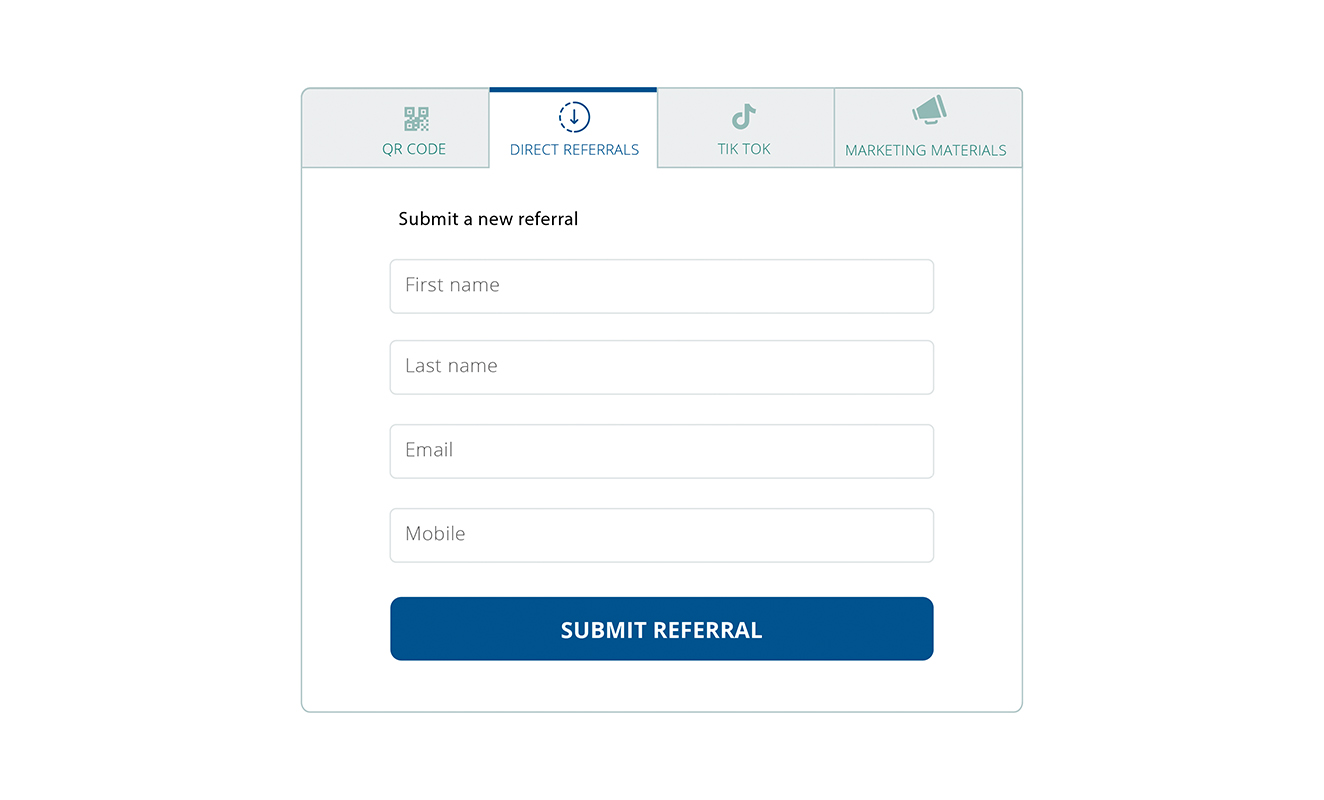 QR CODE
DIRECT REFERRALS
TIK TOK
MARKETING MATERIALS
Submit a new referral
First name
Last name
Email
Mobile
SUBMIT REFERRAL